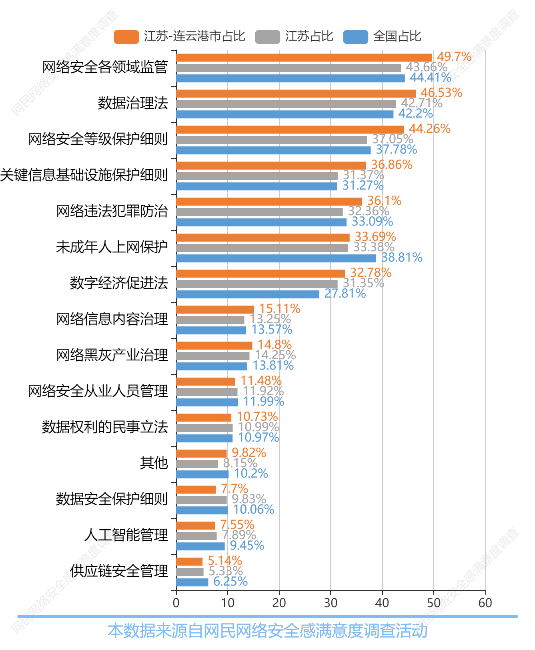 江苏-连云港市占比 江苏占比 全国占比
网络安全各领域监管 49.7% 43.66% 44.41%
数据治理法 46.53% 42.71% 42.2%
网络安全等级保护细则 44.26% 37.05% 37.78%
关键信息基础设施保护细则 36.86% 31.37% 31.27%
网络违法犯罪防治 36.1% 32.36% 33.09%
未成年人上网保护 33.69% 33.38% 38.81%
数字经济促进法 32.78% 31.35% 27.81%
网络信息内容治理 15.11% 13.25% 13.57%
网络黑灰产业治理 14.8% 14.25% 13.81%
网络安全从业人员管理 11.48% 11.92% 11.99%
数据权利的民事立法 10.73% 10.99% 10.97%
其他 9.82% 8.15% 10.2%
数据安全保护细则 7.7% 9.83% 10.06%
人工智能管理 7.55% 7.89% 9.45%
供应链安全管理 5.14% 5.33% 6.25%
0 10 20 30 40 50 60
本数据来源自网民网络安全感满意度调查活动